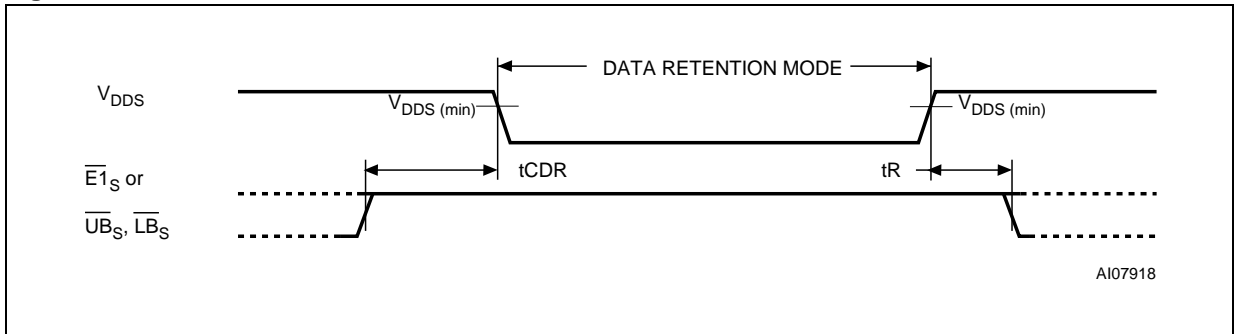 DATA RETENTION MODE
VDDS
VDDS (min)
VDDS (min)
E1S or
tCDR
tR
UBS, LBS
AI07918